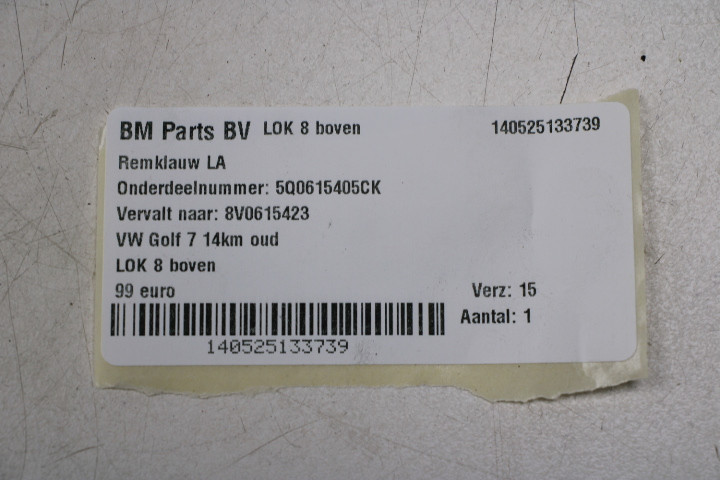 BM Parts BV LOK 8 boven 140525133739
Remklauw LA
Onderdeelnummer: 5Q0615405CK
Vervalt naar: 8V0615423
VW Golf 7 14km oud
LOK 8 boven
99 euro Verz: 15
Aantal: 1
140525133739